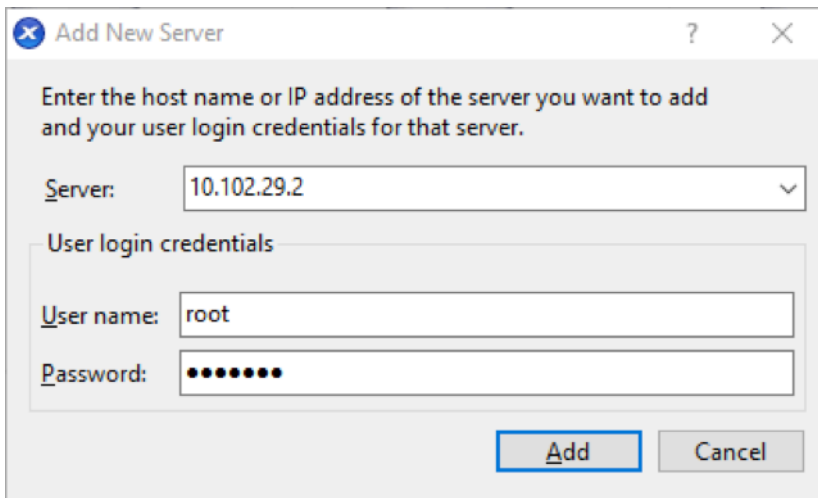 Add New Server
Enter the host name or IP address of the server you want to add
and your user login credentials for that server.
Server: 10.102.29.2
User login credentials
User name: root
Password: •••••••
Add Cancel